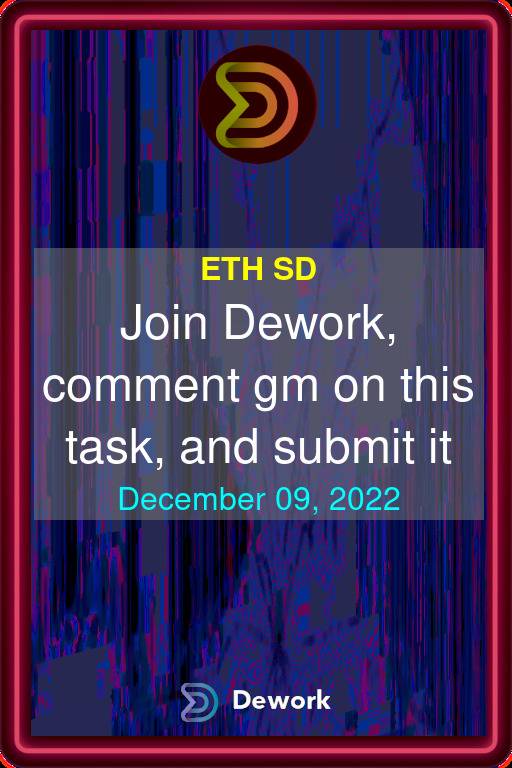 ETH SD
Join Dework,
comment gm on this
task, and submit it
December 09, 2022
Dework